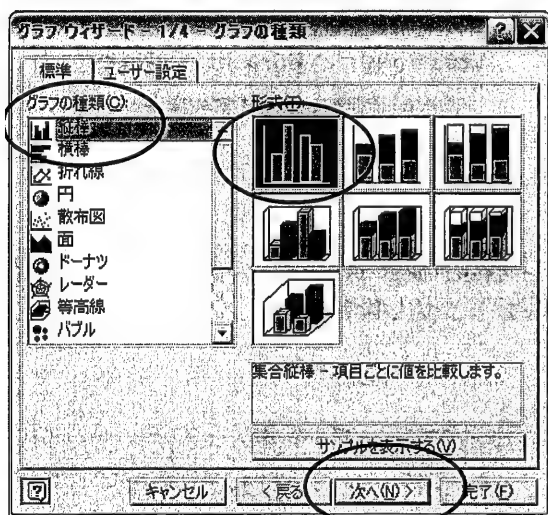 グラフ ウィザード - 1/4 - グラフの種類
標準 ユーザー設定
グラフの種類(C):
縦棒
横棒
折れ線
円
散布図
面
ドーナツ
レーダー
等高線
バブル
形式(T):
集合縦棒 - 項目ごとに値を比較します。
サンプルを表示する(V)
キャンセル < 戻る 次へ(N) > 完了(F)